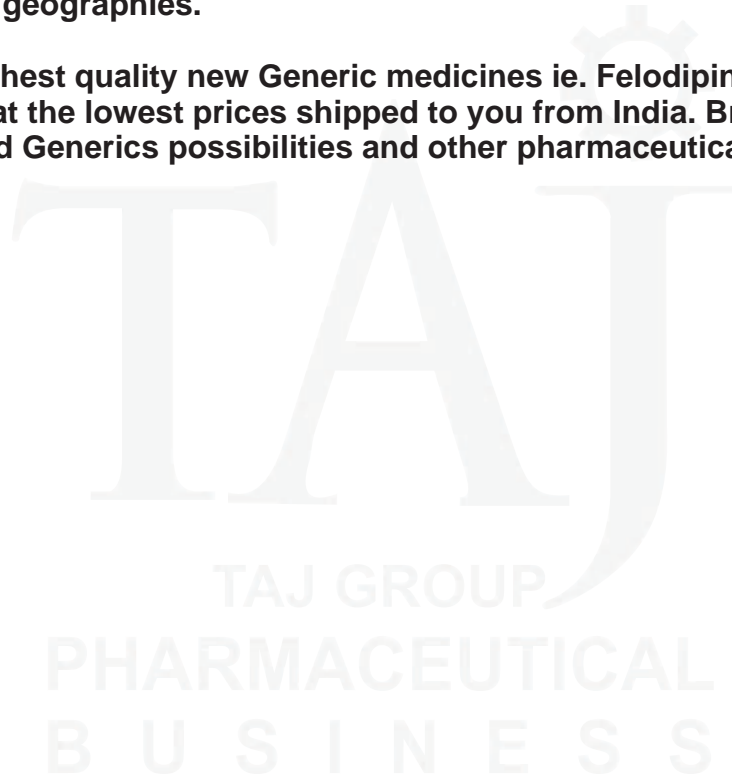 geographies.
hest quality new Generic medicines ie. Felodipin
at the lowest prices shipped to you from India. Br
d Generics possibilities and other pharmaceutica
TAJ
TAJ GROUP
PHARMACEUTICAL
BUSINESS